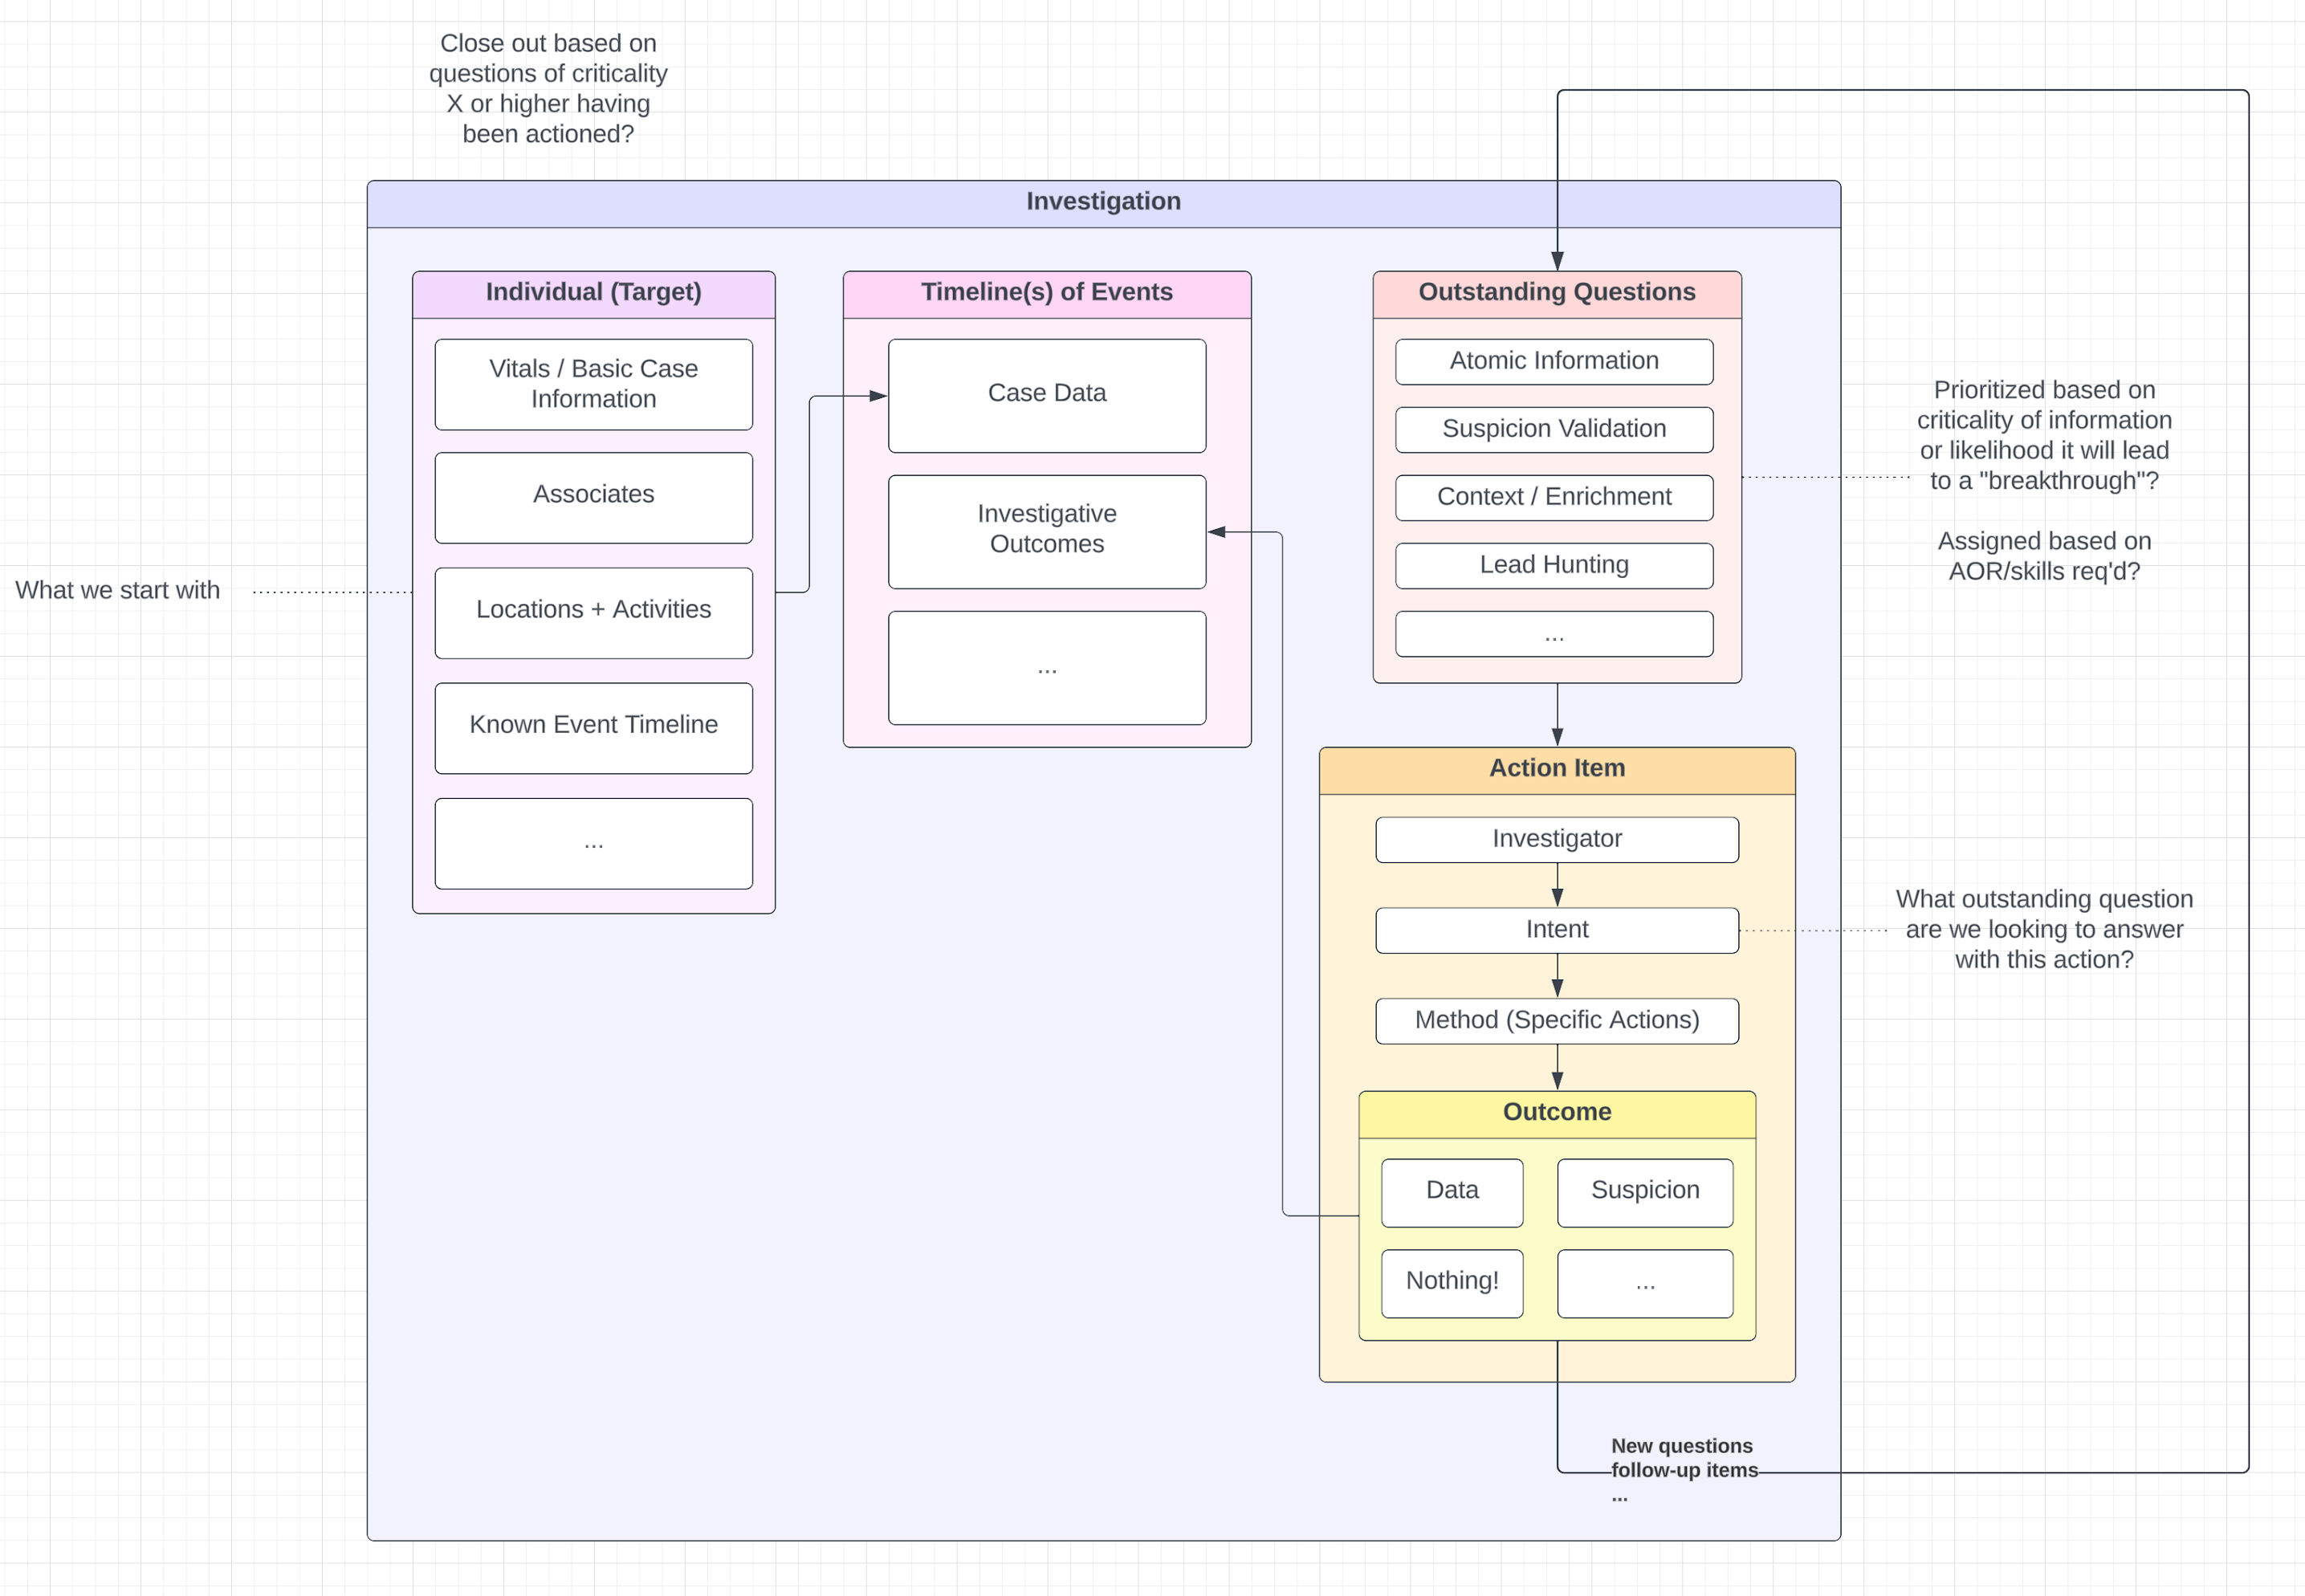 Close out based on
questions of criticality
X or higher having
been actioned?
Investigation
Individual (Target)
Vitals / Basic Case
Information
Associates
Locations + Activities
Known Event Timeline
...
What we start with
Timeline(s) of Events
Case Data
Investigative
Outcomes
...
Outstanding Questions
Atomic Information
Suspicion Validation
Context / Enrichment
Lead Hunting
...
Prioritized based on
criticality of information
or likelihood it will lead
to a "breakthrough"?
Assigned based on
AOR/skills req'd?
Action Item
Investigator
Intent
What outstanding question
are we looking to answer
with this action?
Method (Specific Actions)
Outcome
Data
Suspicion
Nothing!
...
New questions
follow-up items
...